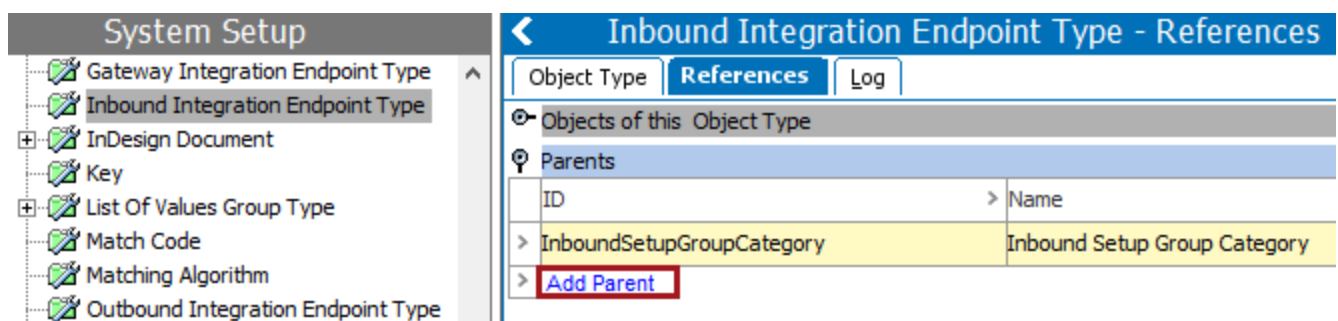 System Setup
Gateway Integration Endpoint Type
Inbound Integration Endpoint Type
InDesign Document
Key
List Of Values Group Type
Match Code
Matching Algorithm
Outbound Integration Endpoint Type
Inbound Integration Endpoint Type - References
Object Type References Log
Objects of this Object Type
Parents
ID > Name
> InboundSetupGroupCategory Inbound Setup Group Category
> Add Parent